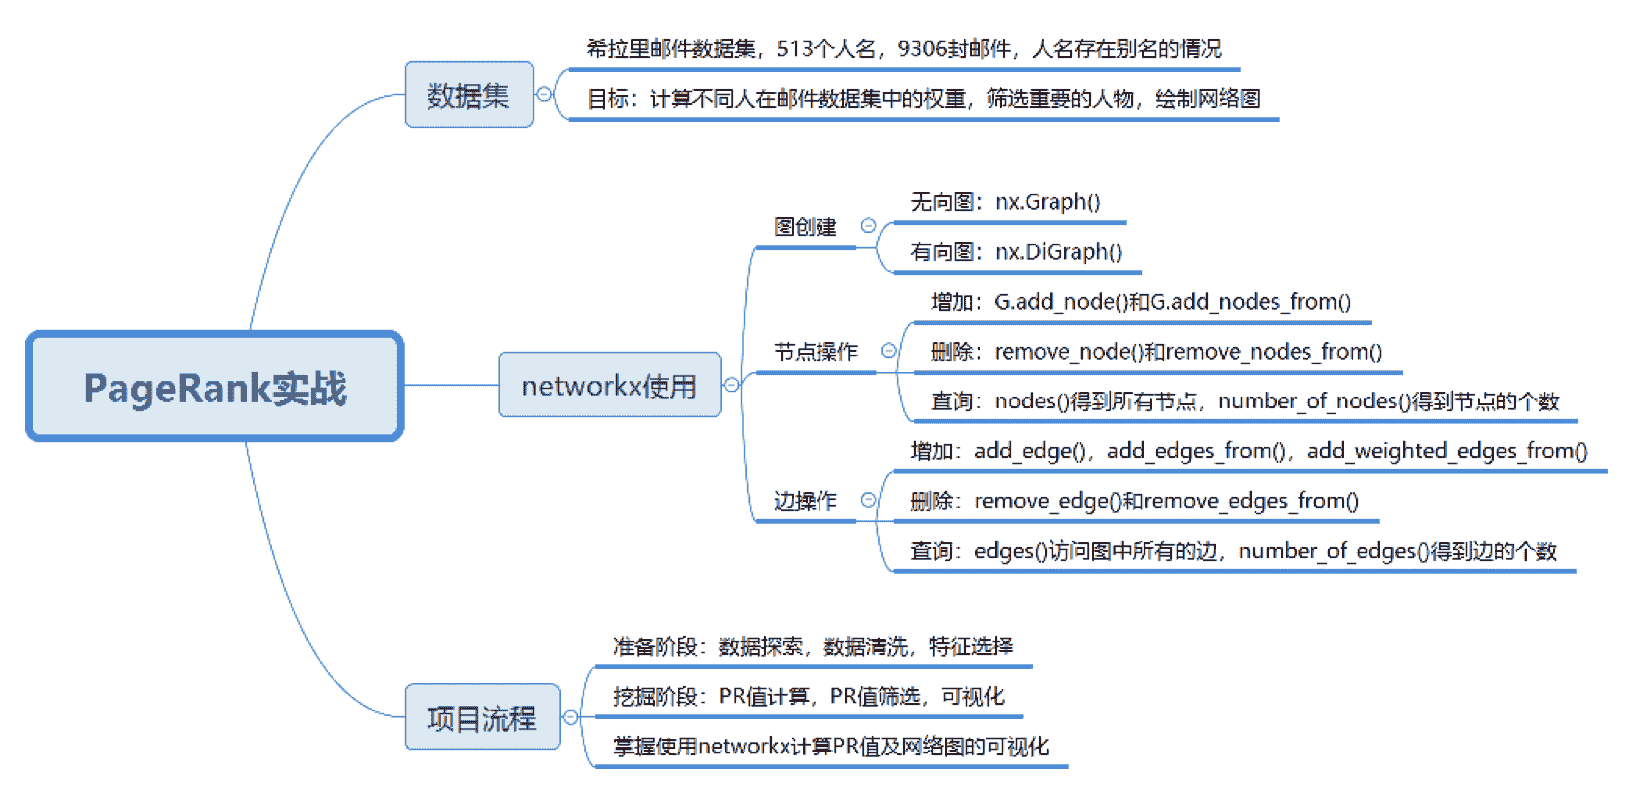 PageRank实战
数据集
希拉里邮件数据集，513个人名，9306封邮件，人名存在别名的情况
目标：计算不同人在邮件数据集中的权重，筛选重要的人物，绘制网络图
networkx使用
图创建
无向图：nx.Graph()
有向图：nx.DiGraph()
节点操作
增加：G.add_node()和G.add_nodes_from()
删除：remove_node()和remove_nodes_from()
查询：nodes()得到所有节点，number_of_nodes()得到节点的个数
边操作
增加：add_edge()，add_edges_from()，add_weighted_edges_from()
删除：remove_edge()和remove_edges_from()
查询：edges()访问图中所有的边，number_of_edges()得到边的个数
项目流程
准备阶段：数据探索，数据清洗，特征选择
挖掘阶段：PR值计算，PR值筛选，可视化
掌握使用networkx计算PR值及网络图的可视化